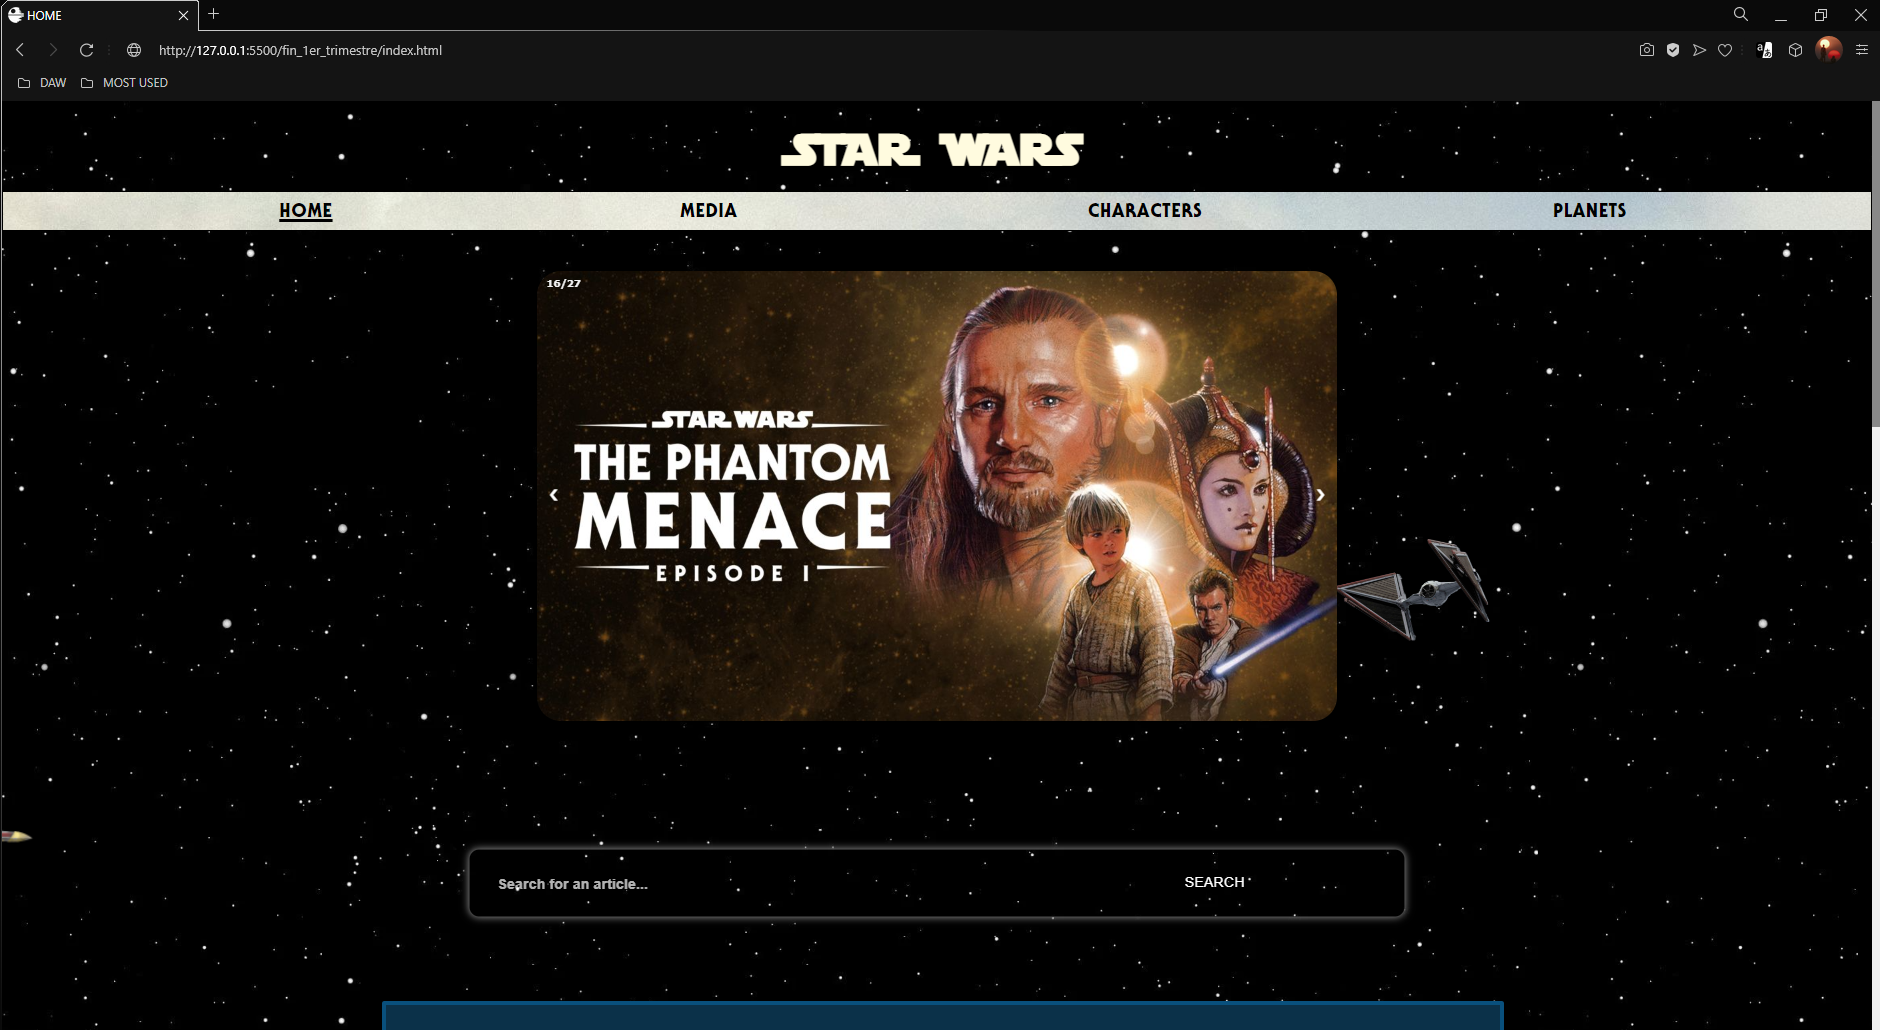 HOME
http://127.0.0.1:5500/fin_1er_trimestre/index.html
DAW
MOST USED
STAR WARS
HOME
MEDIA
CHARACTERS
PLANETS
16/27
STAR WARS
THE PHANTOM
MENACE
EPISODE I
Search for an article...
SEARCH